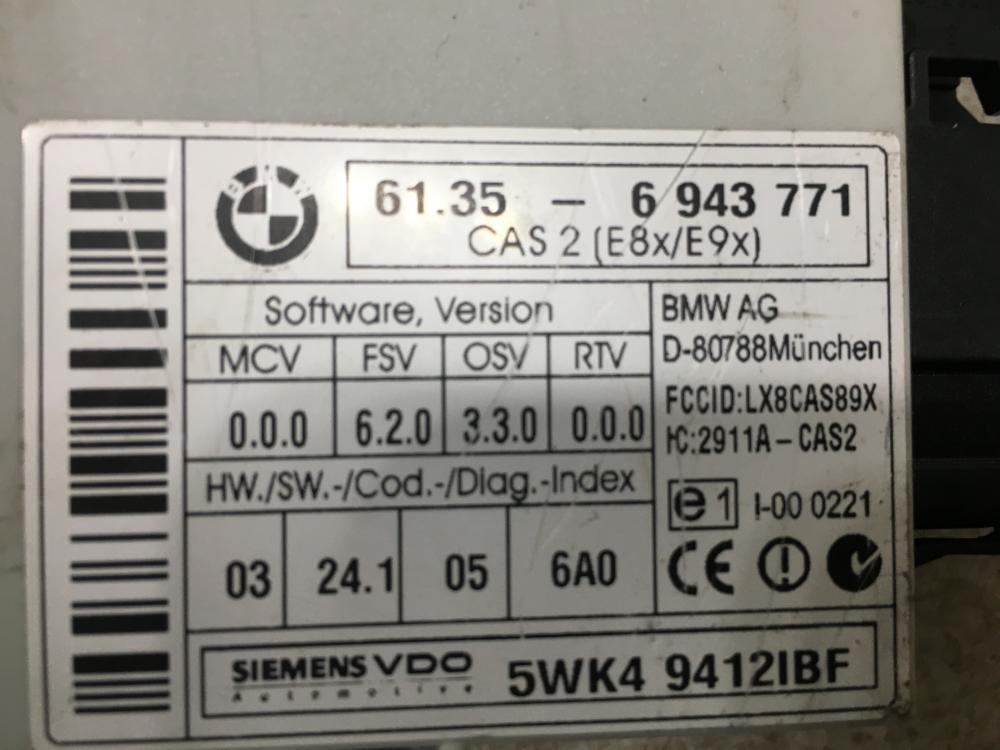 BMW
61.35 – 6 943 771
CAS 2 (E8x/E9x)
Software, Version
MCV FSV OSV RTV
0.0.0 6.2.0 3.3.0 0.0.0
HW./SW.-/Cod.-/Diag.-Index
03 24.1 05 6A0
BMW AG
D-80788München
FCCID:LX8CAS89X
IC:2911A–CAS2
e1 I-00 0221
CE
SIEMENS VDO
Automotive
5WK4 9412IBF